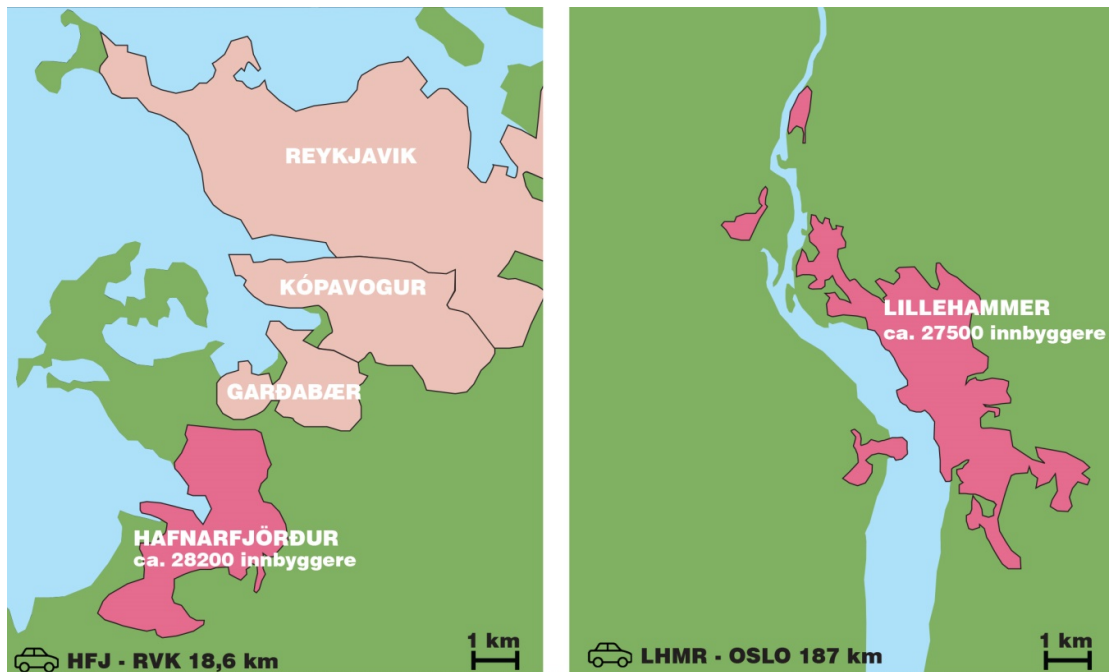 REYKJAVIK
KÓPAVOGUR
GARÐABÆR
HAFNARFJÖRÐUR
ca. 28200 innbyggere
HFJ - RVK 18,6 km
1 km
LILLEHAMMER
ca. 27500 innbyggere
LHMR - OSLO 187 km
1 km